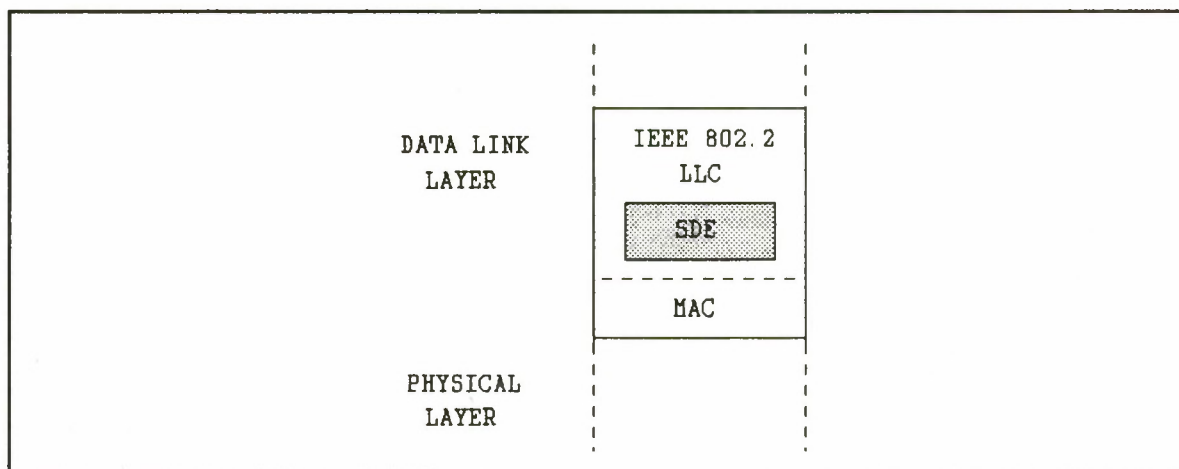 DATA LINK
LAYER
IEEE 802.2
LLC
SDE
MAC
PHYSICAL
LAYER